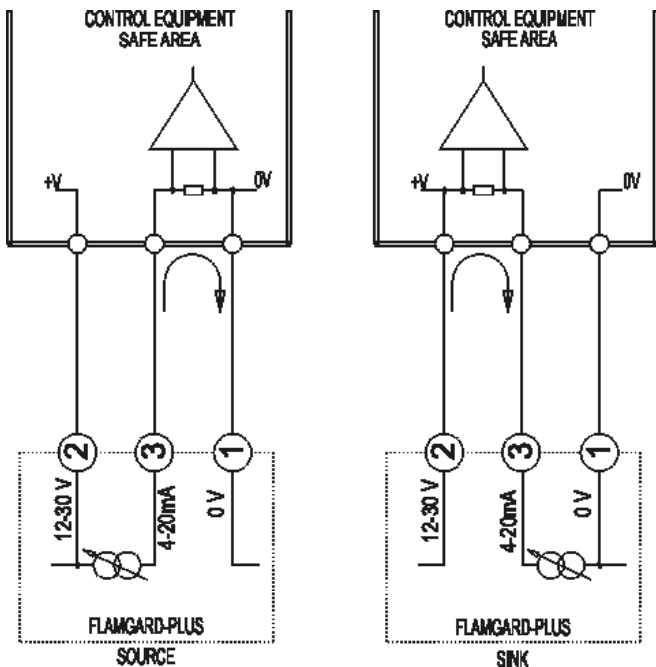 CONTROL EQUIPMENT
SAFE AREA
+V
0V
2
3
1
12-30 V
4-20mA
0 V
FLAMGARD-PLUS
SOURCE
CONTROL EQUIPMENT
SAFE AREA
+V
0V
2
3
1
12-30 V
4-20mA
0 V
FLAMGARD-PLUS
SINK